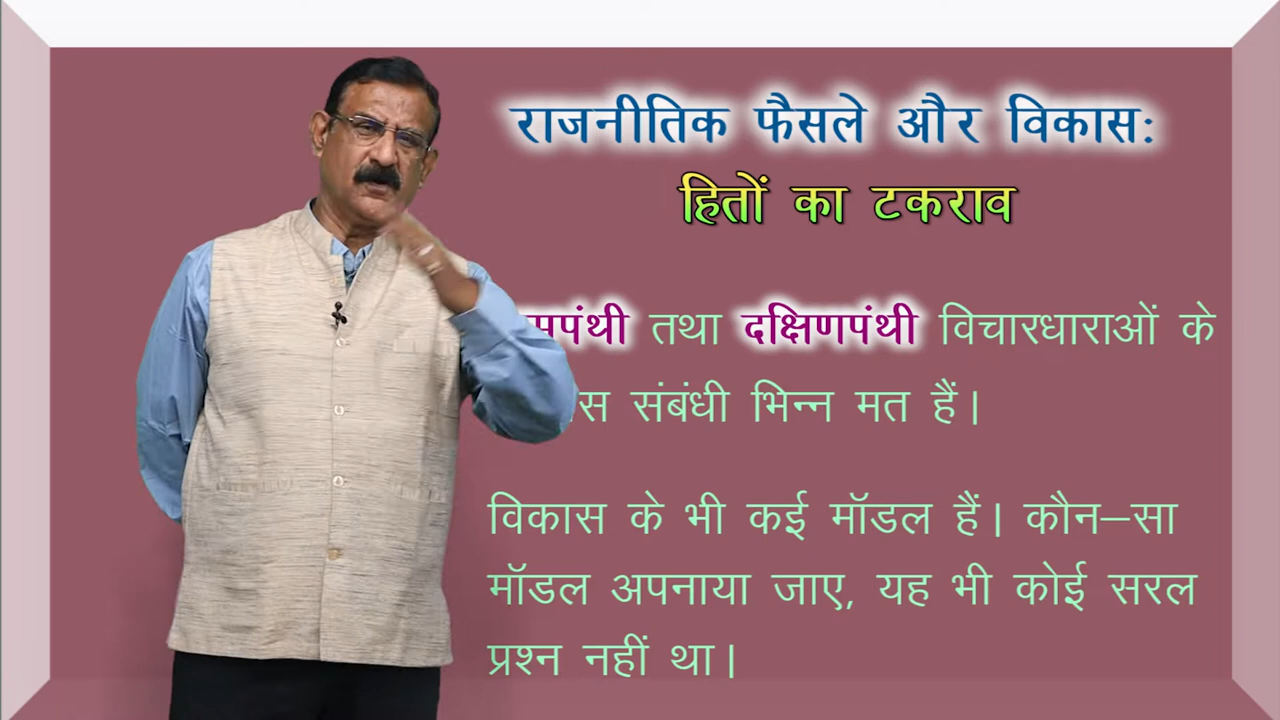 राजनीतिक फैसले और विकास:
हितों का टकराव
तथा दक्षिणपंथी विचारधाराओं के
संबंधी भिन्न मत हैं।
विकास के भी कई मॉडल हैं। कौन–सा
मॉडल अपनाया जाए, यह भी कोई सरल
प्रश्न नहीं था।